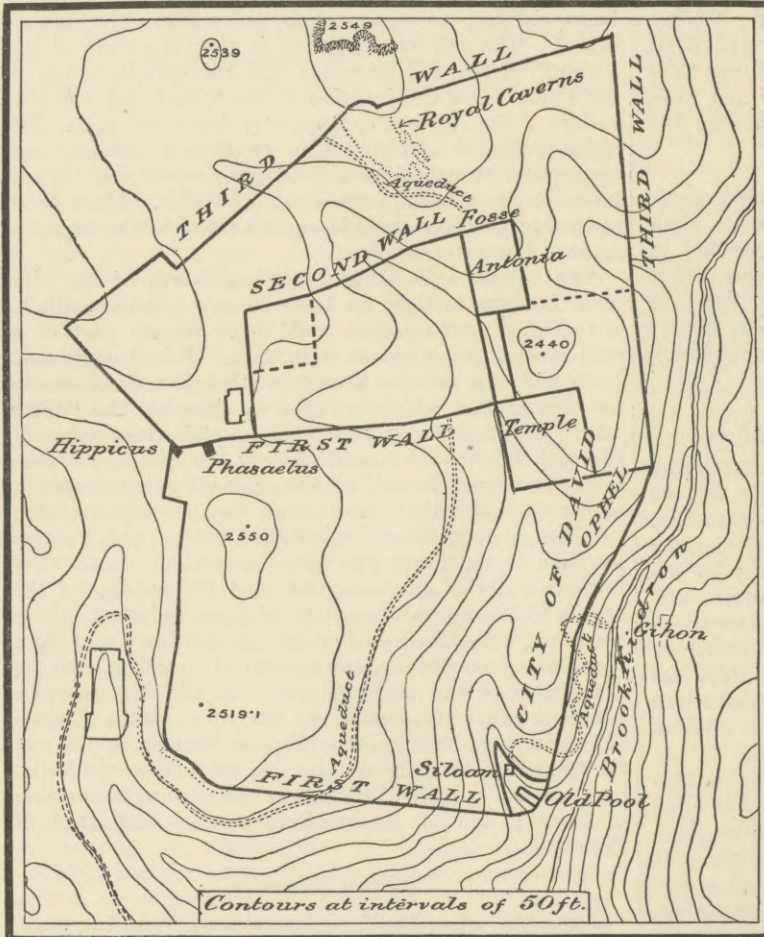 2539
2549
THIRD WALL
Royal Caverns
WALL
THIRD
Aqueduct
SECOND WALL
Fosse
Antonia
2440
Hippicus
Phasaelus
FIRST WALL
Temple
2550
CITY OF DAVID
OPHEL
Gihon
Brook Kidron
Aqueduct
Aqueduct
2519.1
Siloam
Old Pool
FIRST WALL
Contours at intervals of 50ft.